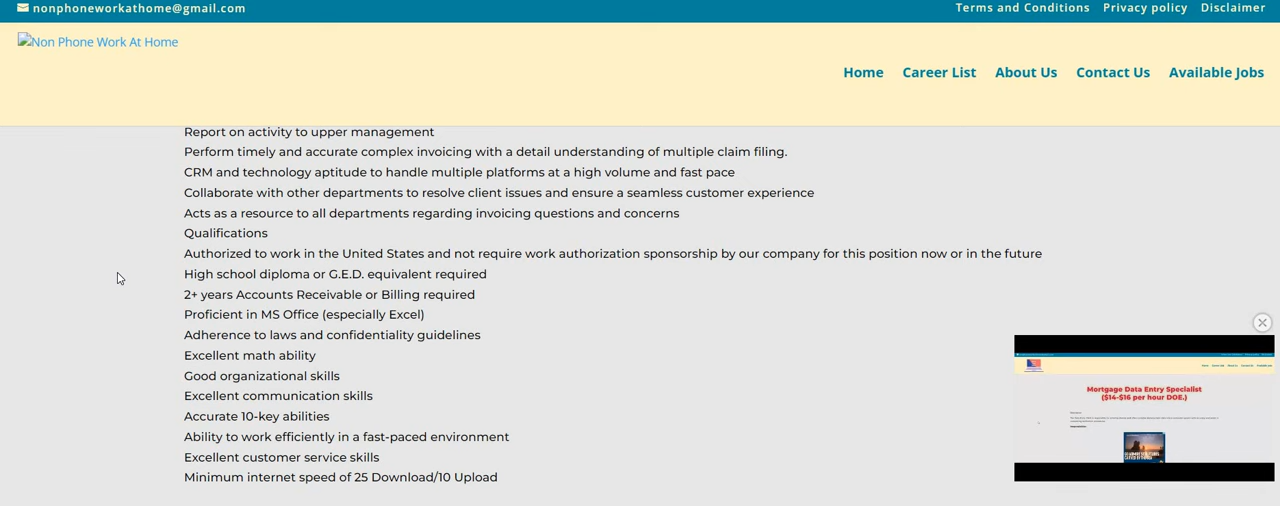 nonphoneworkathome@gmail.com
Terms and Conditions Privacy policy Disclaimer
Non Phone Work At Home
Home Career List About Us Contact Us Available Jobs
Report on activity to upper management
Perform timely and accurate complex invoicing with a detail understanding of multiple claim filing.
CRM and technology aptitude to handle multiple platforms at a high volume and fast pace
Collaborate with other departments to resolve client issues and ensure a seamless customer experience
Acts as a resource to all departments regarding invoicing questions and concerns
Qualifications
Authorized to work in the United States and not require work authorization sponsorship by our company for this position now or in the future
High school diploma or G.E.D. equivalent required
2+ years Accounts Receivable or Billing required
Proficient in MS Office (especially Excel)
Adherence to laws and confidentiality guidelines
Excellent math ability
Good organizational skills
Excellent communication skills
Accurate 10-key abilities
Ability to work efficiently in a fast-paced environment
Excellent customer service skills
Minimum internet speed of 25 Download/10 Upload
Mortgage Data Entry Specialist
($14-$16 per hour DOE.)